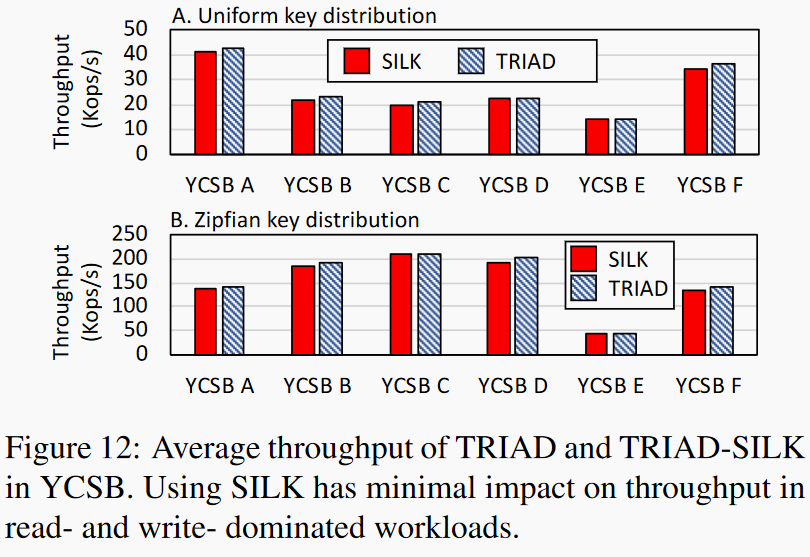 A. Uniform key distribution
50
40
30
20
10
0
Throughput
(Kops/s)
SILK
TRIAD
YCSB A YCSB B YCSB C YCSB D YCSB E YCSB F
B. Zipfian key distribution
250
200
150
100
50
0
Throughput
(Kops/s)
SILK
TRIAD
YCSB A YCSB B YCSB C YCSB D YCSB E YCSB F
Figure 12: Average throughput of TRIAD and TRIAD-SILK
in YCSB. Using SILK has minimal impact on throughput in
read- and write- dominated workloads.